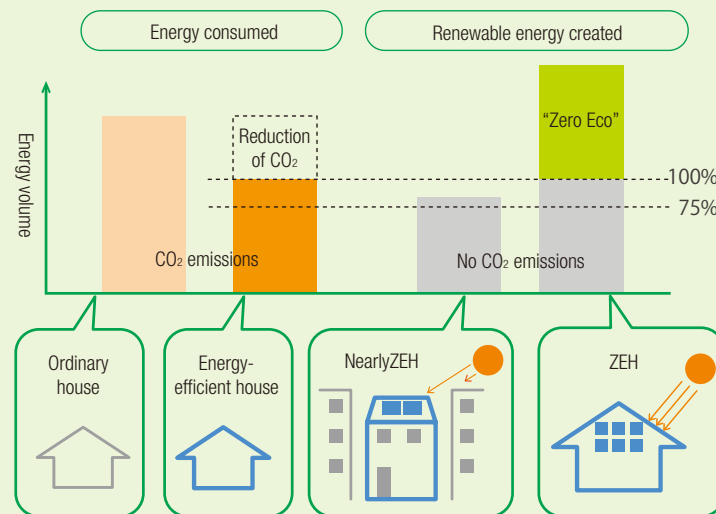 Energy consumed
Renewable energy created
Energy volume
Reduction
of CO₂
“Zero Eco”
100%
75%
CO₂ emissions
No CO₂ emissions
Ordinary
house
Energy-
efficient house
NearlyZEH
ZEH